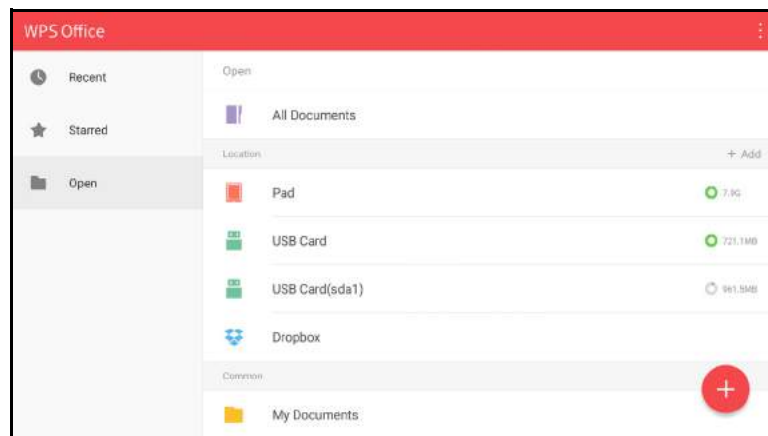 WPS Office
Recent
Starred
Open
Open
All Documents
Location
+ Add
Pad
7.9G
USB Card
721.1MB
USB Card(sda1)
961.5MB
Dropbox
Common
My Documents